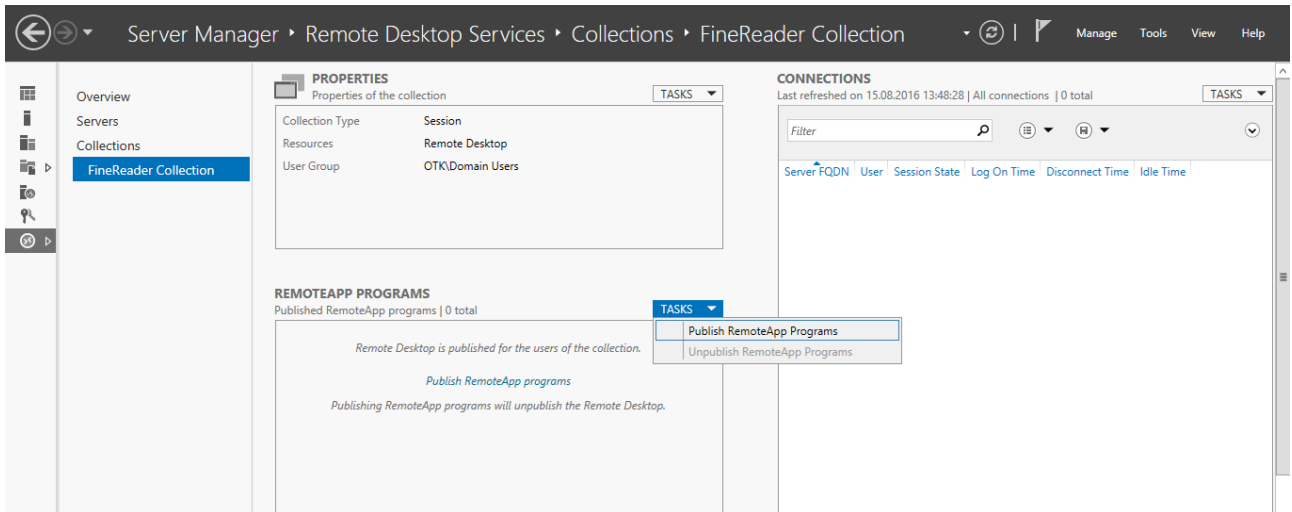 Server Manager ‣ Remote Desktop Services ‣ Collections ‣ FineReader Collection
Manage Tools View Help
Overview
Servers
Collections
FineReader Collection
PROPERTIES
Properties of the collection
TASKS
Collection Type Session
Resources Remote Desktop
User Group OTK\Domain Users
REMOTEAPP PROGRAMS
Published RemoteApp programs | 0 total
TASKS
Publish RemoteApp Programs
Unpublish RemoteApp Programs
Remote Desktop is published for the users of the collection.
Publish RemoteApp programs
Publishing RemoteApp programs will unpublish the Remote Desktop.
CONNECTIONS
Last refreshed on 15.08.2016 13:48:28 | All connections | 0 total
TASKS
Filter
Server FQDN User Session State Log On Time Disconnect Time Idle Time